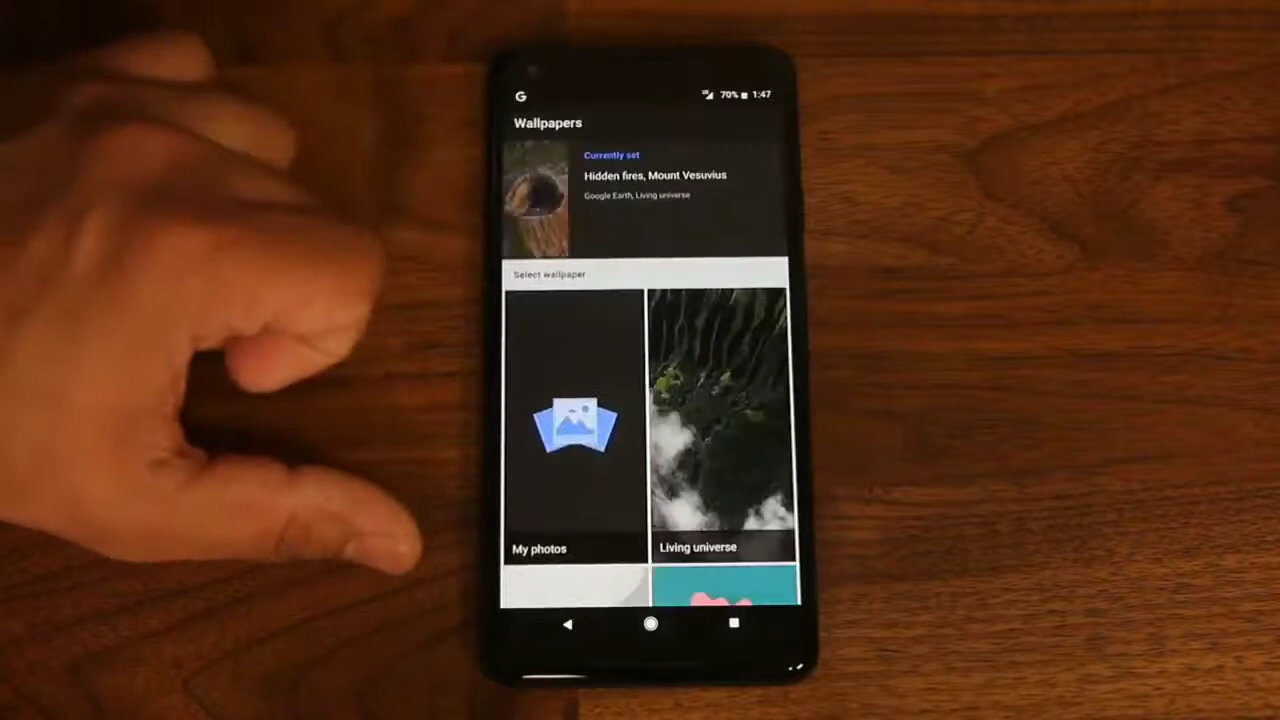 G 70% 1:47
Wallpapers
Currently set
Hidden fires, Mount Vesuvius
Google Earth, Living universe
Select wallpaper
My photos
Living universe